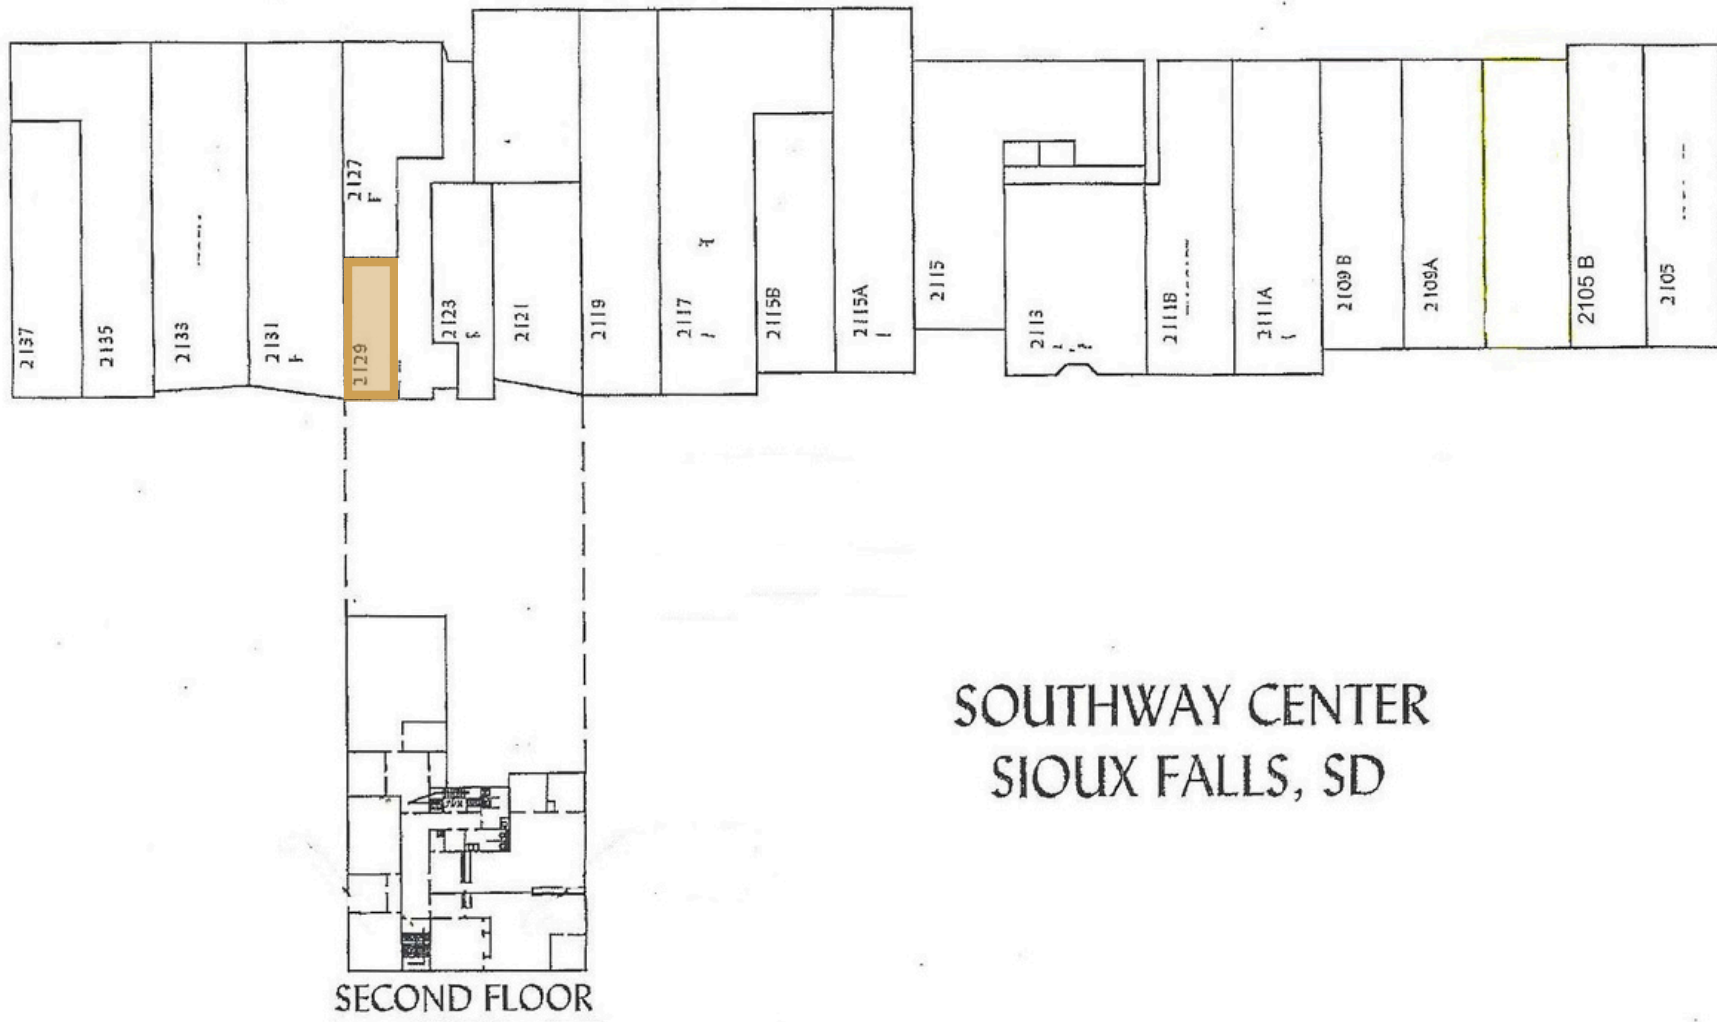 2137
2135
2133
2131
2127
2129
2123
2121
2119
2117
2115B
2115A
2115
2113
2111B
2111A
2109 B
2109A
2105 B
2105
SOUTHWAY CENTER
SIOUX FALLS, SD
SECOND FLOOR